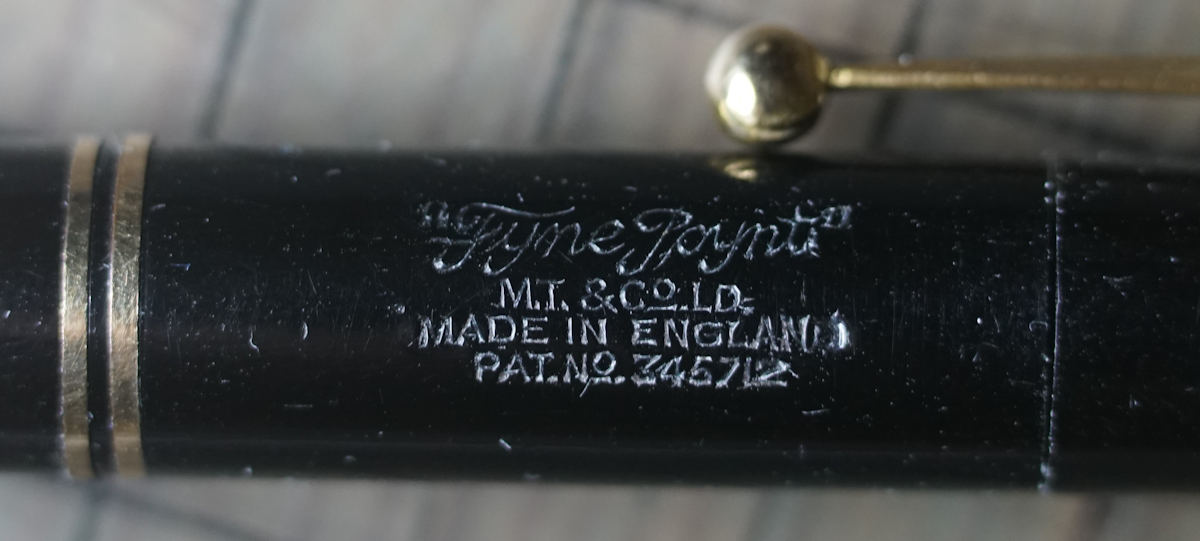 "Fyne Poynt"
M.T. & Co. LD.
MADE IN ENGLAND
PAT. No. 345712